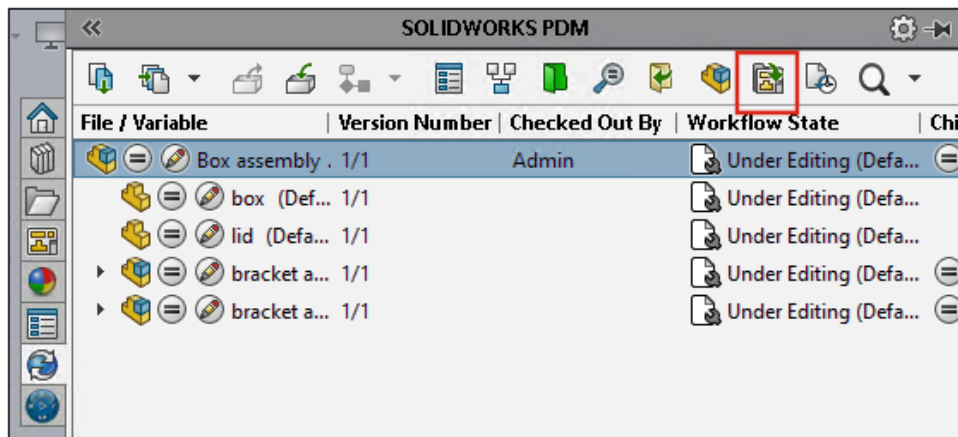 SOLIDWORKS PDM
File / Variable Version Number Checked Out By Workflow State Chi
Box assembly . 1/1 Admin Under Editing (Defa...
box (Def... 1/1 Under Editing (Defa...
lid (Defa... 1/1 Under Editing (Defa...
bracket a... 1/1 Under Editing (Defa...
bracket a... 1/1 Under Editing (Defa...